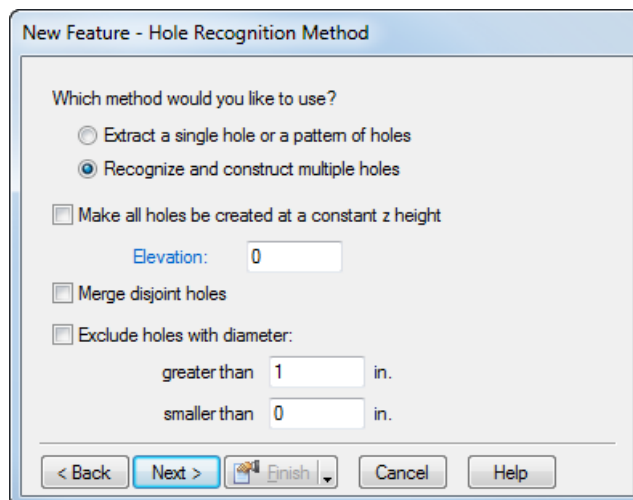 New Feature - Hole Recognition Method
Which method would you like to use?
Extract a single hole or a pattern of holes
Recognize and construct multiple holes
Make all holes be created at a constant z height
Elevation: 0
Merge disjoint holes
Exclude holes with diameter:
greater than 1 in.
smaller than 0 in.
< Back Next > Finish Cancel Help